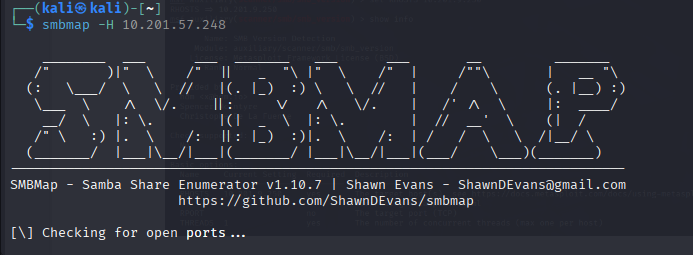 ┌──(kali㉿kali)-[~]
└─$ smbmap -H 10.201.57.248
SMBMAP
SMBMap - Samba Share Enumerator v1.10.7 | Shawn Evans - ShawnDEvans@gmail.com
https://github.com/ShawnDEvans/smbmap
[\] Checking for open ports...